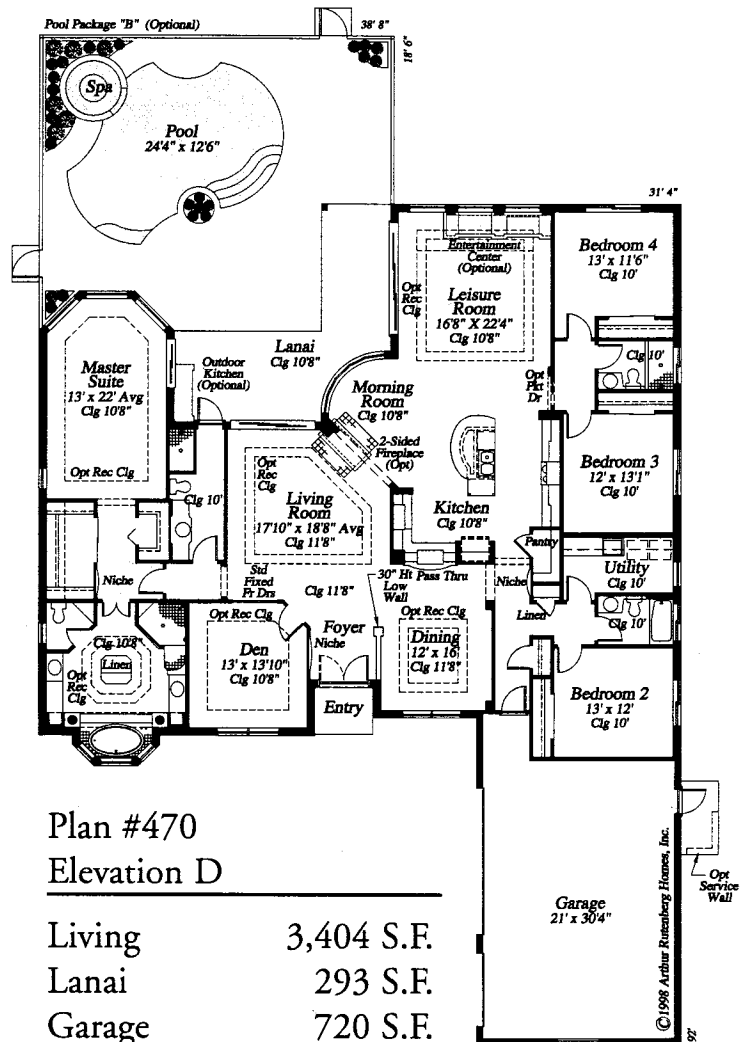 Pool Package "B" (Optional)
38' 8"
18' 6"
Spa
Pool
24'4" x 12'6"
31' 4"
Entertainment
Center
(Optional)
Bedroom 4
13' x 11'6"
Clg 10'
Opt
Rec
Clg
Leisure
Room
16'8" X 22'4"
Clg 10'8"
Lanai
Clg 10'8"
Clg 10'
Master
Suite
13' x 22' Avg
Clg 10'8"
Outdoor
Kitchen
(Optional)
Morning
Room
Clg 10'8"
Opt
Pkt
Dr
2-Sided
Fireplace
(Opt)
Opt Rec Clg
Opt
Rec
Clg
Bedroom 3
12' x 13'1"
Clg 10'
Clg 10'
Living
Room
17'10" x 18'8" Avg
Clg 11'8"
Kitchen
Clg 10'8"
Pantry
Niche
Std
Fixed
Fr Drs
Clg 11'8"
30" Ht
Low
Wall
Pass Thru
Niche
Utility
Clg 10'
Linen
Clg 10'
Opt Rec Clg
Foyer
Niche
Opt Rec Clg
Dining
12' x 16'
Clg 11'8"
Clg 10'8"
Linen
Opt
Rec
Clg
Den
13' x 13'10"
Clg 10'8"
Entry
Bedroom 2
13' x 12'
Clg 10'
Plan #470
Elevation D
Opt
Service
Wall
Garage
21' x 30'4"
©1998 Arthur Rutenberg Homes, Inc.
Living 3,404 S.F.
Lanai 293 S.F.
Garage 720 S.F.
92'